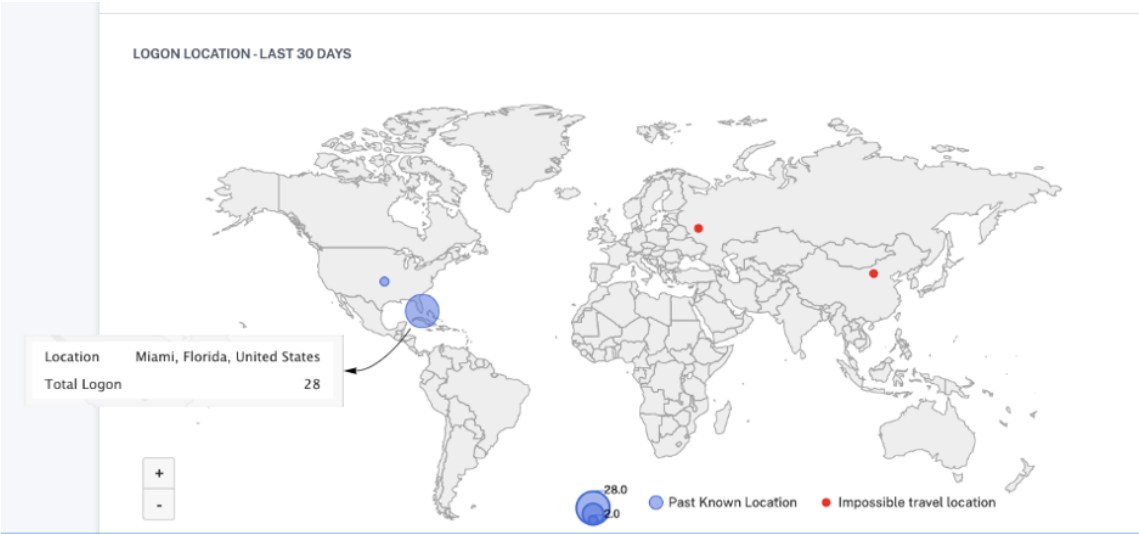 LOGON LOCATION - LAST 30 DAYS
Location Miami, Florida, United States
Total Logon 28
+
-
28.0
2.0
Past Known Location
Impossible travel location